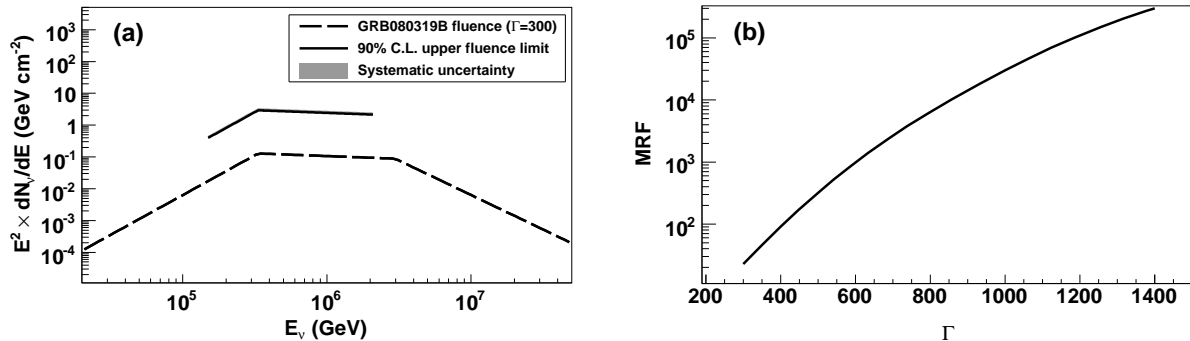 (a)
GRB080319B fluence (Γ=300)
90% C.L. upper fluence limit
Systematic uncertainty
E² × dNν/dE (GeV cm⁻²)
10³
10²
10
1
10⁻¹
10⁻²
10⁻³
10⁻⁴
10⁵
10⁶
10⁷
Eν (GeV)
(b)
MRF
10⁵
10⁴
10³
10²
200 400 600 800 1000 1200 1400
Γ